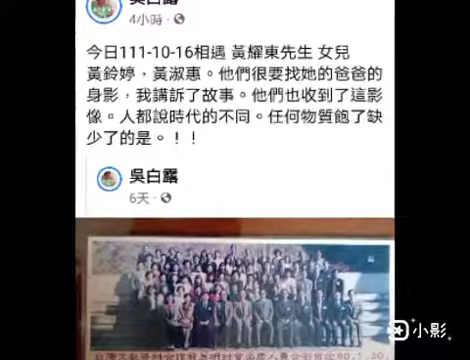 吳白露
4小時
今日111-10-16相遇 黃耀東先生 女兒
黃鈴婷，黃淑惠。他們很要找她的爸爸的
身影，我講訴了故事。他們也收到了這影
像。人都說時代的不同。任何物質飽了缺
少了的是。！！
吳白露
6天
80.1.30
小影